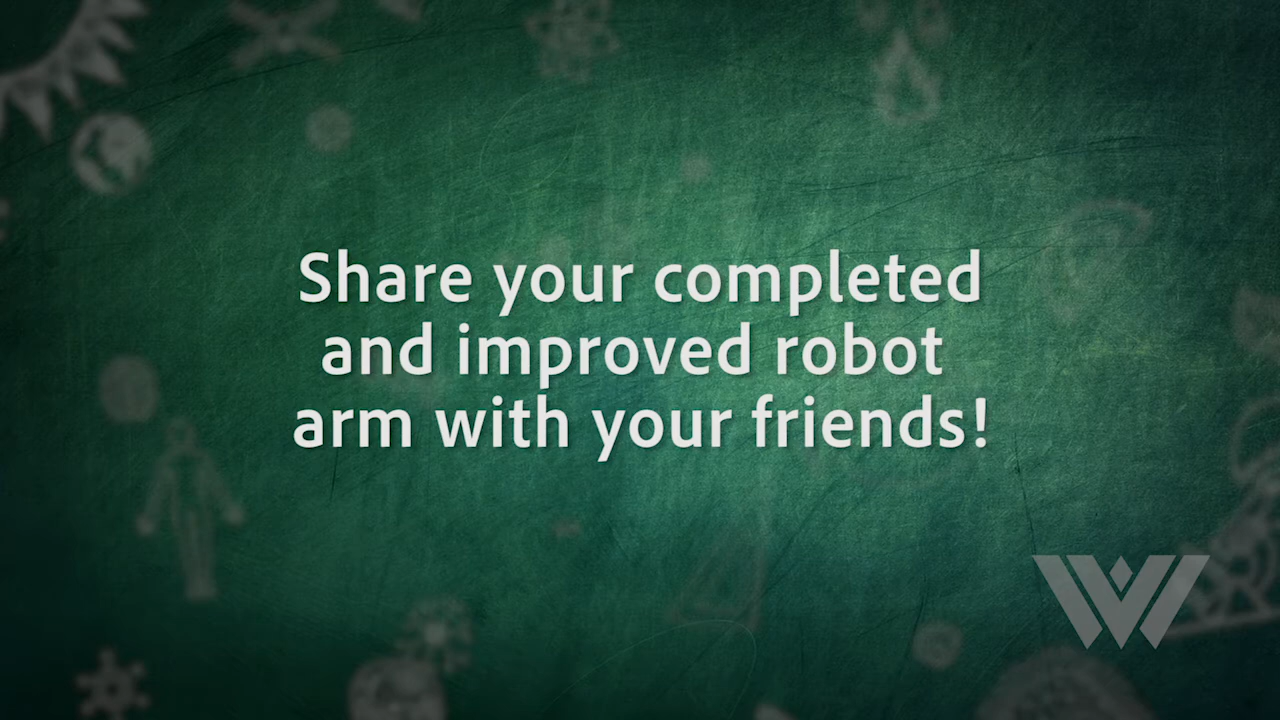 Share your completed
and improved robot
arm with your friends!